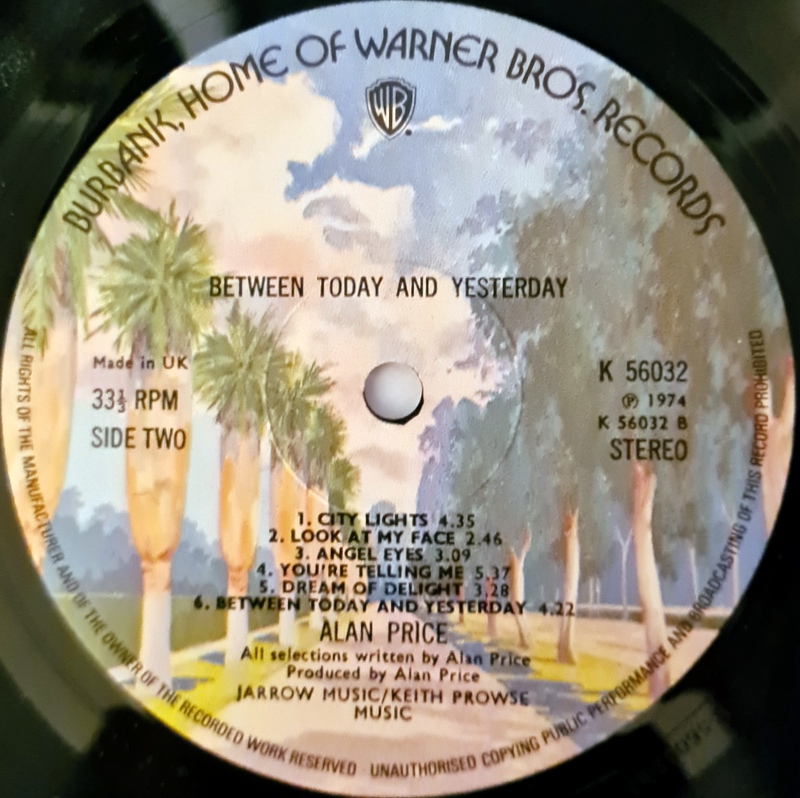 BURBANK, HOME OF WARNER BROS. RECORDS
WB
BETWEEN TODAY AND YESTERDAY
Made in UK
33⅓ RPM
SIDE TWO
K 56032
Ⓟ 1974
K 56032 B
STEREO
1. CITY LIGHTS 4.35
2. LOOK AT MY FACE 2.46
3. ANGEL EYES 3.09
4. YOU'RE TELLING ME 5.37
5. DREAM OF DELIGHT 3.28
6. BETWEEN TODAY AND YESTERDAY 4.22
ALAN PRICE
All selections written by Alan Price
Produced by Alan Price
JARROW MUSIC/KEITH PROWSE
MUSIC
ALL RIGHTS OF THE MANUFACTURER AND OF THE OWNER OF THE RECORDED WORK RESERVED · UNAUTHORISED COPYING PUBLIC PERFORMANCE AND BROADCASTING OF THIS RECORD PROHIBITED